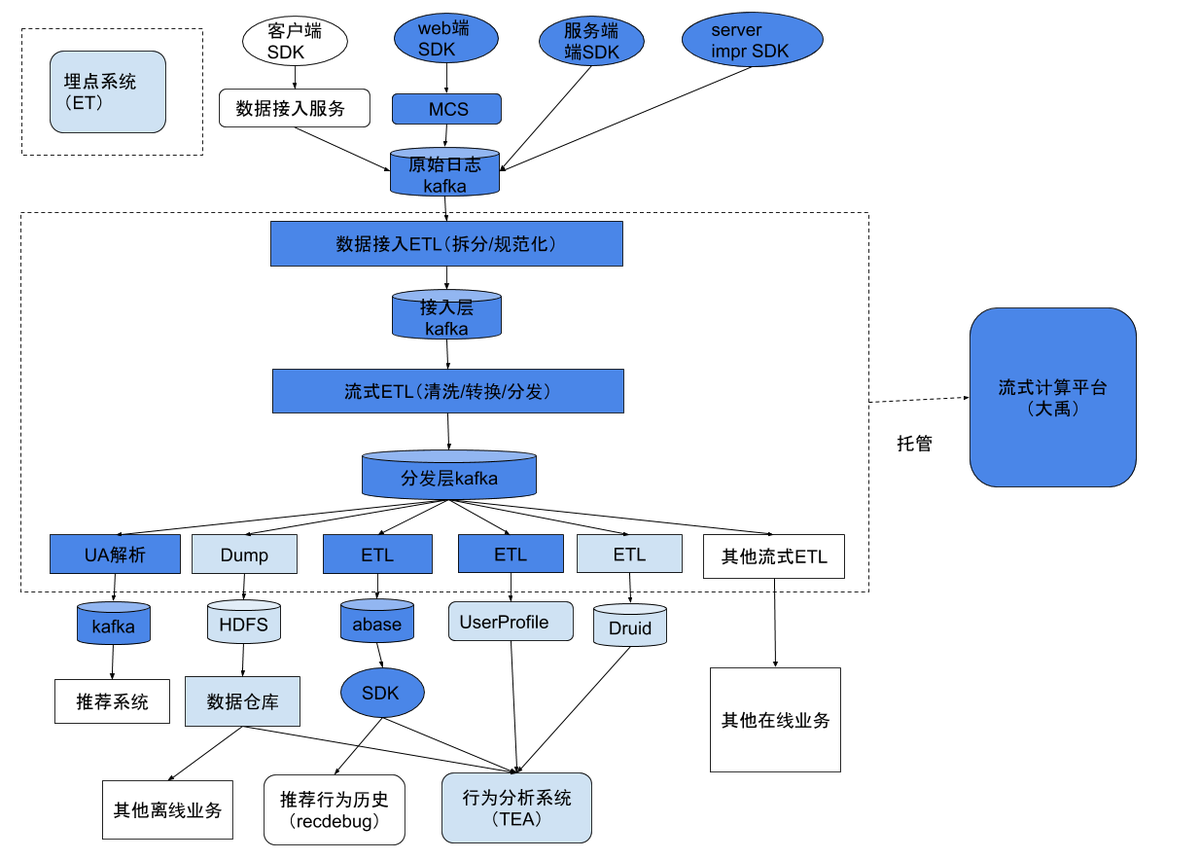 埋点系统
（ET）
客户端
SDK
web端
SDK
服务端
端SDK
server
impr SDK
数据接入服务
MCS
原始日志
kafka
数据接入ETL（拆分/规范化）
接入层
kafka
流式ETL（清洗/转换/分发）
分发层kafka
流式计算平台
（大禹）
托管
UA解析
Dump
ETL
ETL
ETL
其他流式ETL
kafka
HDFS
abase
UserProfile
Druid
推荐系统
数据仓库
SDK
其他在线业务
其他离线业务
推荐行为历史
（recdebug）
行为分析系统
（TEA）